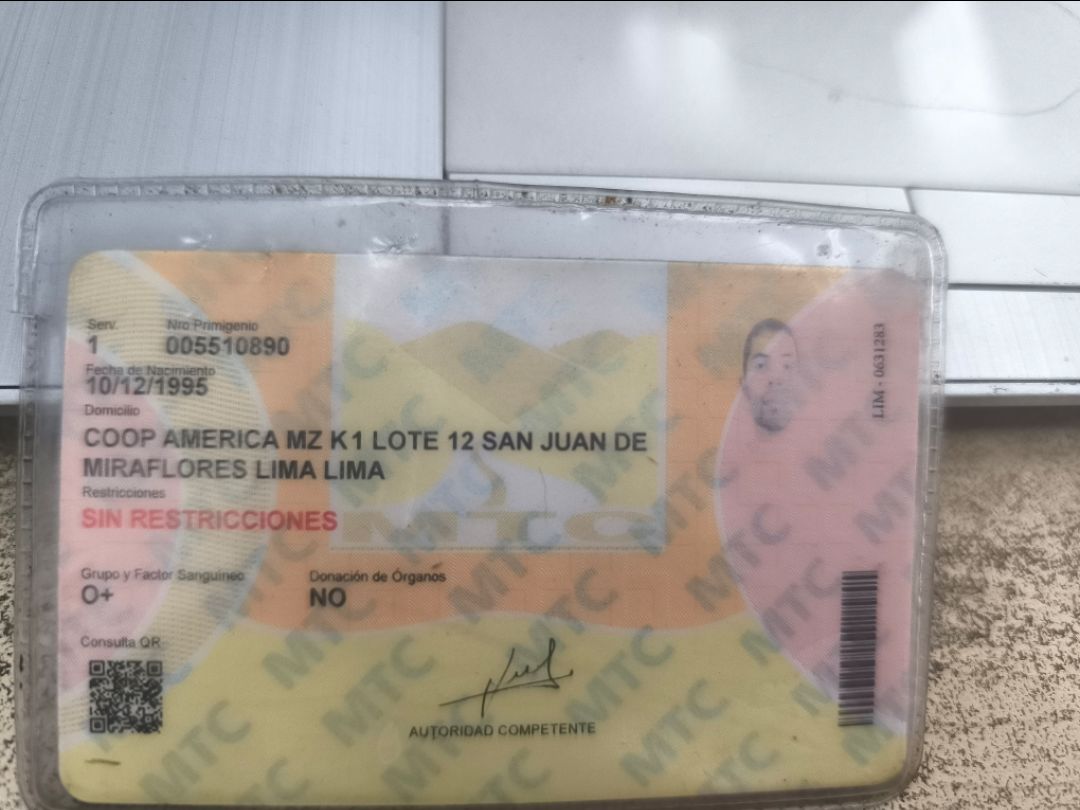 Serv. Nro Primigenio
1 005510890
Fecha de Nacimiento
10/12/1995
Domicilio
COOP AMERICA MZ K1 LOTE 12 SAN JUAN DE
MIRAFLORES LIMA LIMA
Restricciones
SIN RESTRICCIONES
Grupo y Factor Sanguineo Donación de Órganos
O+ NO
Consulta QR
AUTORIDAD COMPETENTE
LIM - 0631283
MTC